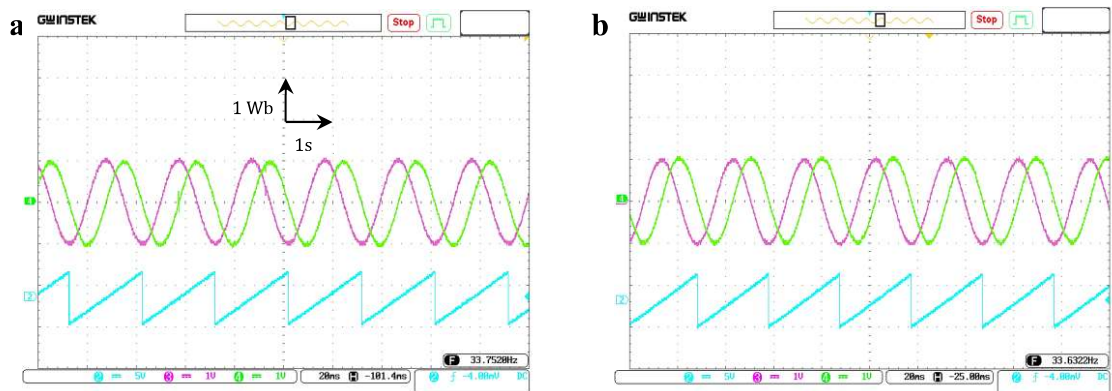 a
GWINSTEK
Stop
1 Wb
1s
4
2
F 33.7520Hz
2 5V 3 1V 4 1V 20ms H -101.4ms 2 -4.00mV DC
b
GWINSTEK
Stop
4
2
F 33.6322Hz
2 5V 3 1V 4 1V 20ms H -25.00ms 2 -4.00mV DC